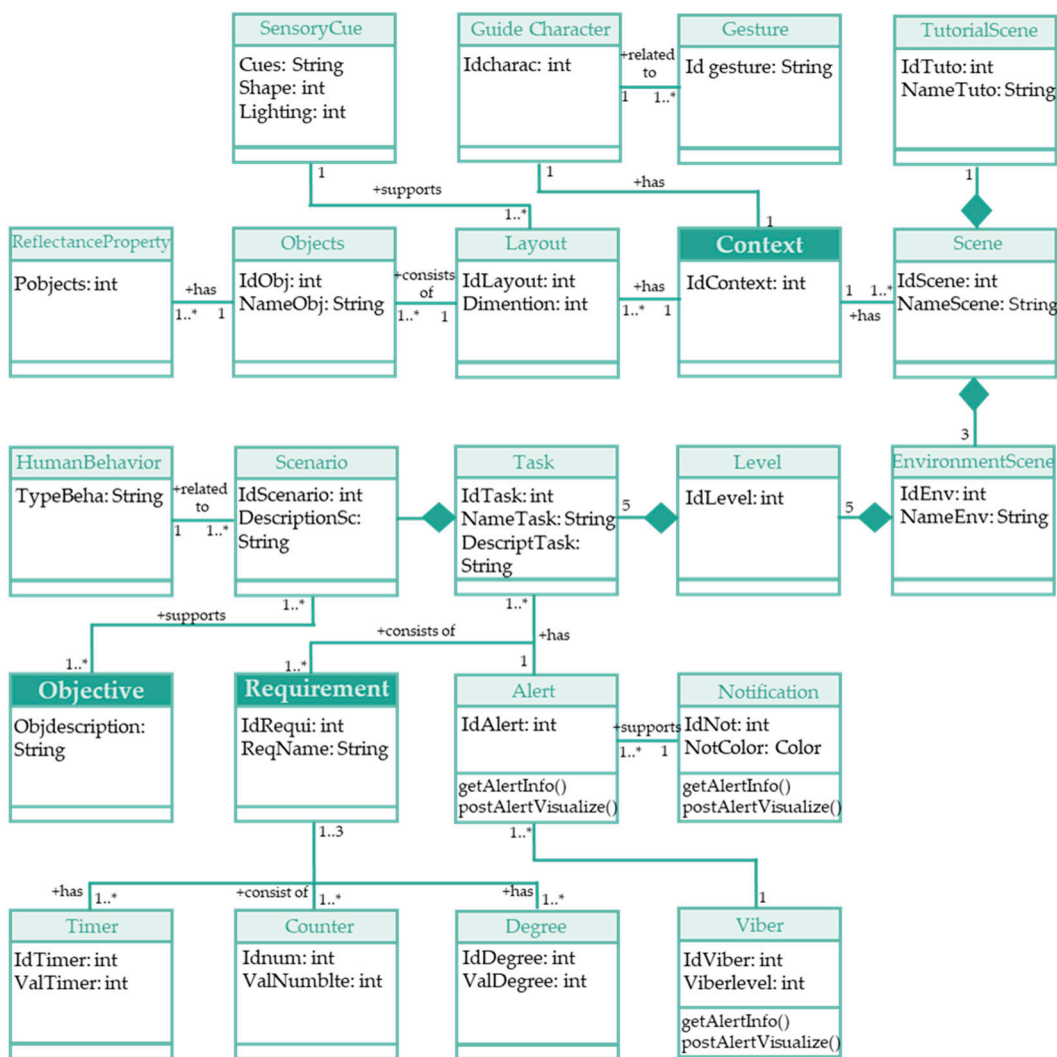 SensoryCue
Cues: String
Shape: int
Lighting: int
Guide Character
Idcharac: int
+related
to
1
1..*
Gesture
Id gesture: String
TutorialScene
IdTuto: int
NameTuto: String
1
+supports
1..*
1
+has
1
1
ReflectanceProperty
Pobjects: int
+has
1..*
1
Objects
IdObj: int
NameObj: String
+consists
of
1..*
1
Layout
IdLayout: int
Dimention: int
+has
1..*
1
Context
IdContext: int
1
1..*
+has
Scene
IdScene: int
NameScene: String
3
HumanBehavior
TypeBeha: String
+related
to
1
1..*
Scenario
IdScenario: int
DescriptionSc:
String
Task
IdTask: int
NameTask: String
DescriptTask:
String
5
Level
IdLevel: int
5
EnvironmentScene
IdEnv: int
NameEnv: String
1..*
+supports
1..*
1..*
+consists of
+has
1..*
1
Objective
Objdescription:
String
Requirement
IdRequi: int
ReqName: String
Alert
IdAlert: int
getAlertInfo()
postAlertVisualize()
+supports
1..*
1
Notification
IdNot: int
NotColor: Color
getAlertInfo()
postAlertVisualize()
1..3
1..*
+has
1..*
+consist of
1..*
+has
1..*
1
Timer
IdTimer: int
ValTimer: int
Counter
Idnum: int
ValNumblte: int
Degree
IdDegree: int
ValDegree: int
Viber
IdViber: int
Viberlevel: int
getAlertInfo()
postAlertVisualize()